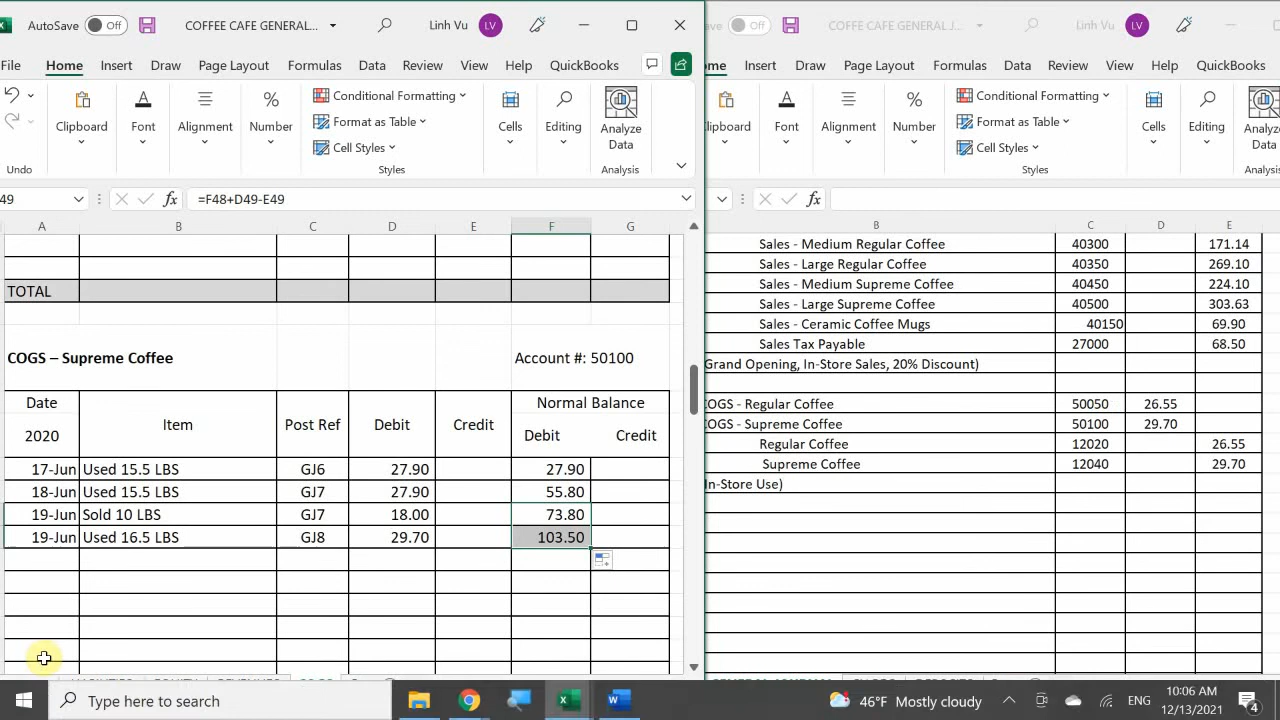 AutoSave Off COFFEE CAFE GENERAL... Linh Vu LV
File Home Insert Draw Page Layout Formulas Data Review View Help QuickBooks
Clipboard Font Alignment Number Conditional Formatting Format as Table Cell Styles Cells Editing Analyze Data
Undo Styles Analysis
49 fx =F48+D49-E49
A B C D E F G
TOTAL
COGS – Supreme Coffee Account #: 50100
Date Item Post Ref Debit Credit Normal Balance
2020 Debit Credit
17-Jun Used 15.5 LBS GJ6 27.90 27.90
18-Jun Used 15.5 LBS GJ7 27.90 55.80
19-Jun Sold 10 LBS GJ7 18.00 73.80
19-Jun Used 16.5 LBS GJ8 29.70 103.50
Off COFFE CAFE GENERAL J... Linh Vu LV
Insert Draw Page Layout Formulas Data Review View Help QuickBooks
Font Alignment Number Conditional Formatting Format as Table Cell Styles Cells Editing
Styles
fx
B C D E
Sales - Medium Regular Coffee 40300 171.14
Sales - Large Regular Coffee 40350 269.10
Sales - Medium Supreme Coffee 40450 224.10
Sales - Large Supreme Coffee 40500 303.63
Sales - Ceramic Coffee Mugs 40150 69.90
Sales Tax Payable 27000 68.50
Grand Opening, In-Store Sales, 20% Discount)
COGS - Regular Coffee 50050 26.55
COGS - Supreme Coffee 50100 29.70
Regular Coffee 12020 26.55
Supreme Coffee 12040 29.70
In-Store Use)
Type here to search 46°F Mostly cloudy ENG 10:06 AM
12/13/2021 4